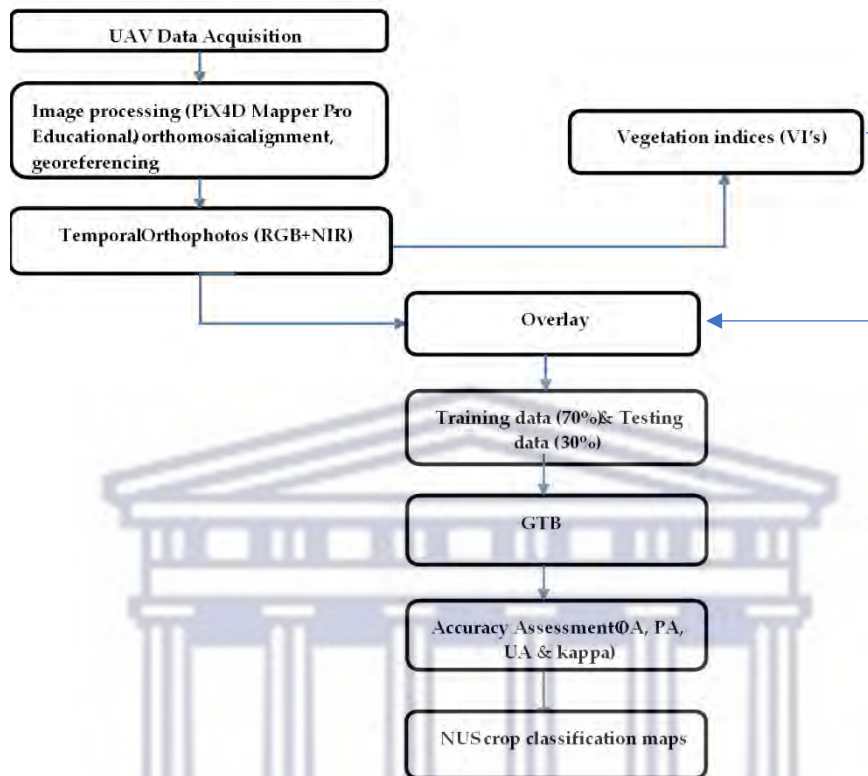 UAV Data Acquisition
Image processing (PiX4D Mapper Pro
Educational), orthomosaicalignment,
georeferencing
Vegetation indices (VI's)
TemporalOrthophotos (RGB+NIR)
Overlay
Training data (70%)& Testing
data (30%)
GTB
Accuracy Assessment(OA, PA,
UA & kappa)
NUS crop classification maps